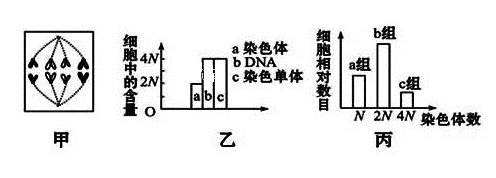 细胞中的含量
4N
2N
O
a b c
a 染色体
b DNA
c 染色单体
细胞相对数目
a组
b组
c组
N 2N 4N 染色体数
甲
乙
丙